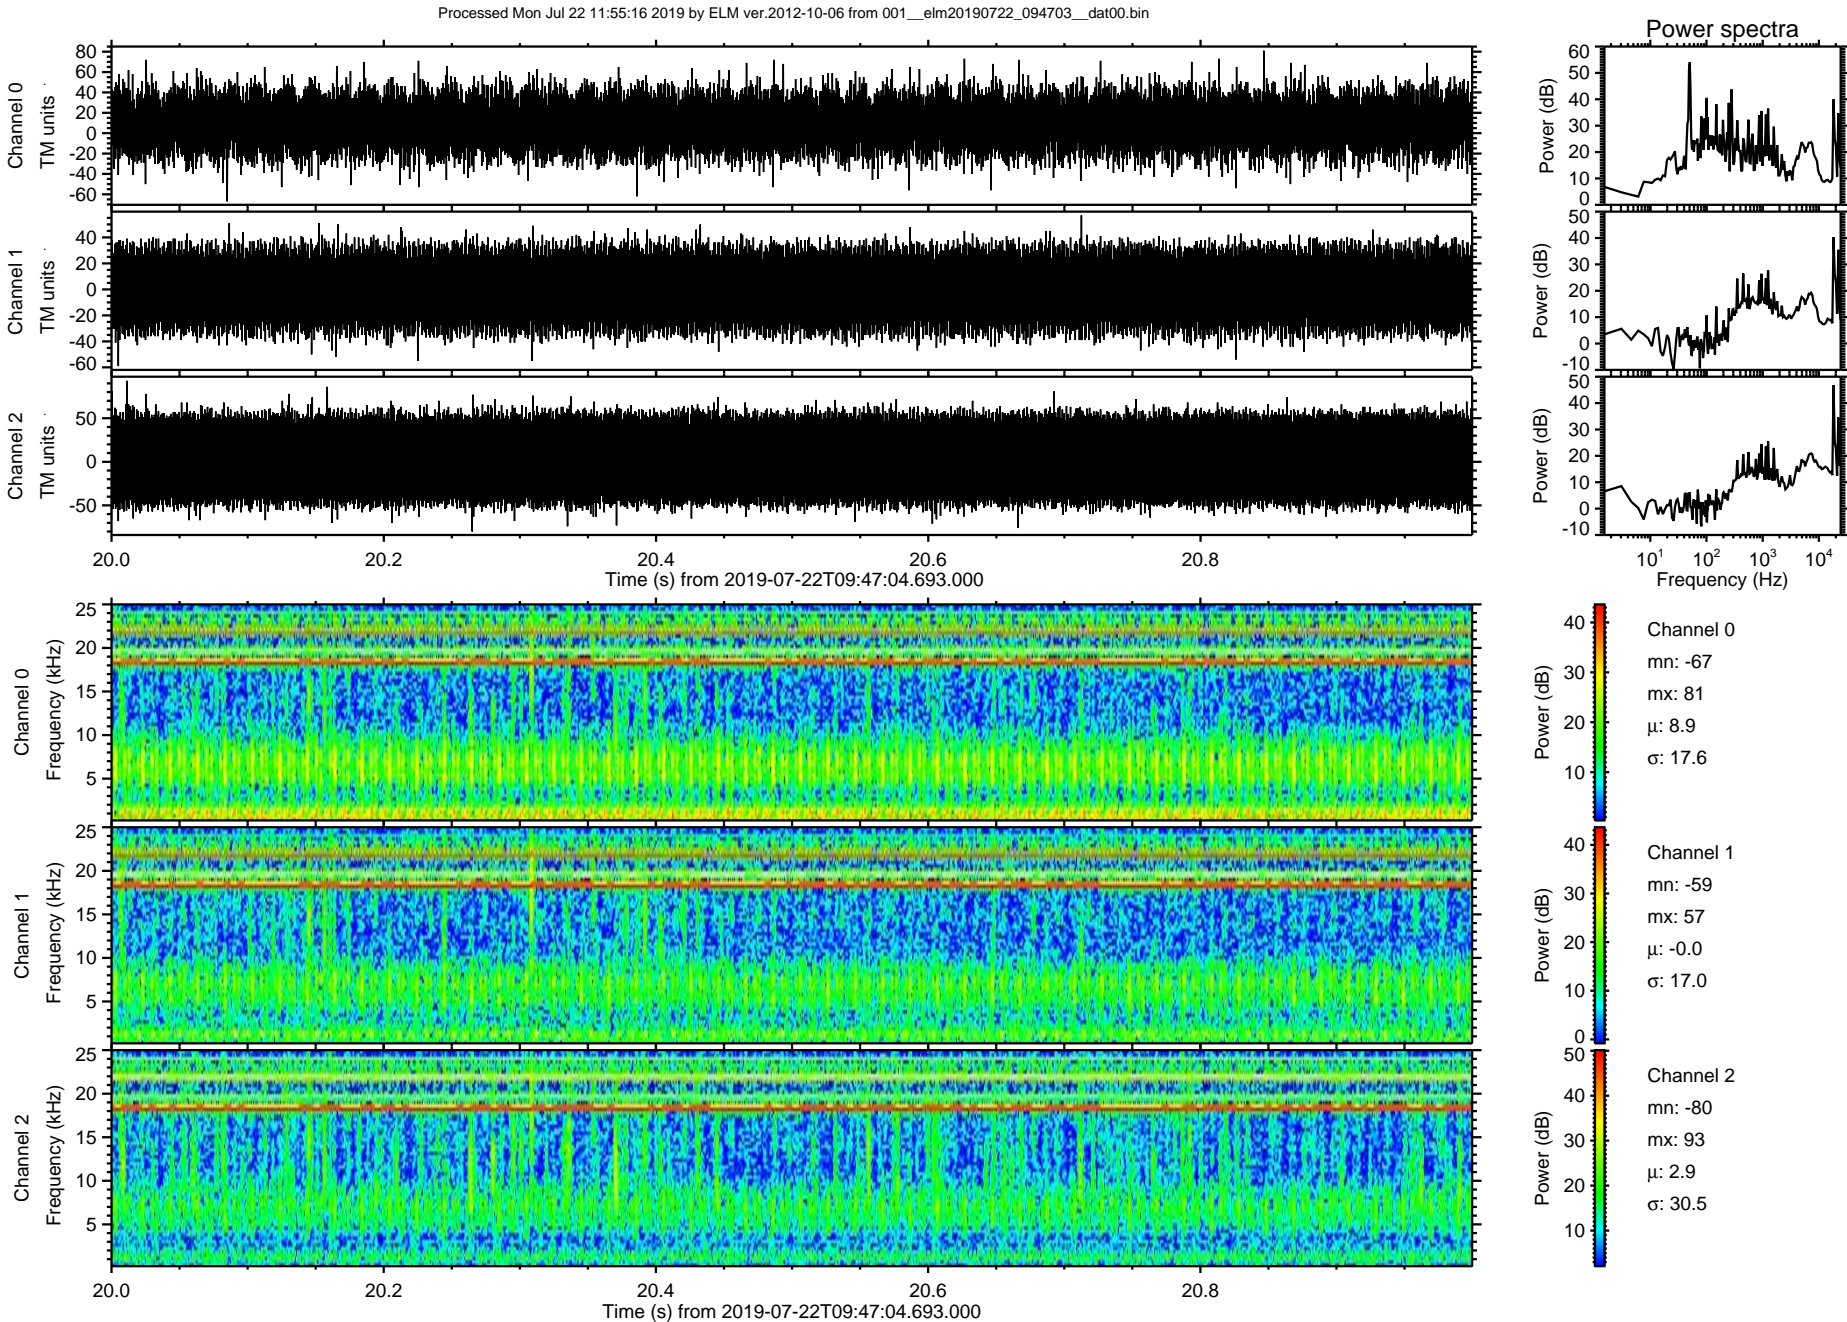 Processed Mon Jul 22 11:55:16 2019 by ELM ver.2012-10-06 from 001__elm20190722_094703__dat00.bin
Power spectra
Channel 0
TM units
80
60
40
20
0
-20
-40
-60
Power (dB)
60
50
40
30
20
10
0
Channel 1
TM units
40
20
0
-20
-40
-60
Power (dB)
50
40
30
20
10
0
-10
Channel 2
TM units
50
0
-50
Power (dB)
50
40
30
20
10
0
-10
20.0 20.2 20.4 20.6 20.8
Time (s) from 2019-07-22T09:47:04.693.000
10¹ 10² 10³ 10⁴
Frequency (Hz)
Channel 0
Frequency (kHz)
25
20
15
10
5
Power (dB)
40
30
20
10
Channel 0
mn: -67
mx: 81
μ: 8.9
σ: 17.6
Channel 1
Frequency (kHz)
25
20
15
10
5
Power (dB)
40
30
20
10
0
Channel 1
mn: -59
mx: 57
μ: -0.0
σ: 17.0
Channel 2
Frequency (kHz)
25
20
15
10
5
Power (dB)
50
40
30
20
10
Channel 2
mn: -80
mx: 93
μ: 2.9
σ: 30.5
20.0 20.2 20.4 20.6 20.8
Time (s) from 2019-07-22T09:47:04.693.000